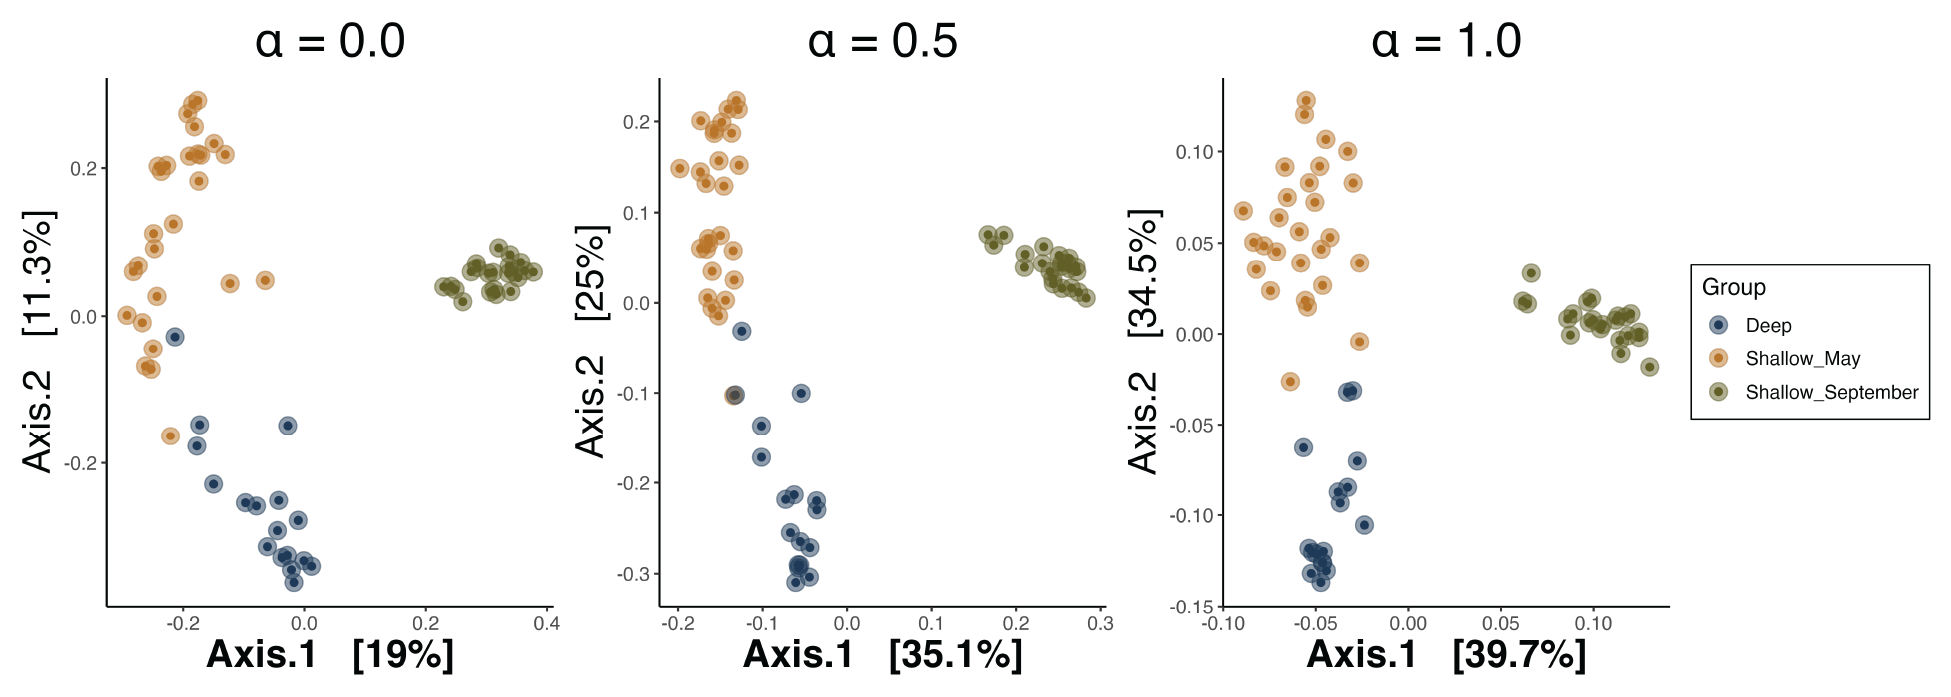 α = 0.0
α = 0.5
α = 1.0
Axis.2 [11.3%]
0.2
0.0
-0.2
-0.2
0.0
0.2
0.4
Axis.1 [19%]
Axis.2 [25%]
0.2
0.1
0.0
-0.1
-0.2
-0.3
-0.2
-0.1
0.0
0.1
0.2
0.3
Axis.1 [35.1%]
Axis.2 [34.5%]
0.10
0.05
0.00
-0.05
-0.10
-0.15
-0.10
-0.05
0.00
0.05
0.10
Axis.1 [39.7%]
Group
Deep
Shallow_May
Shallow_September